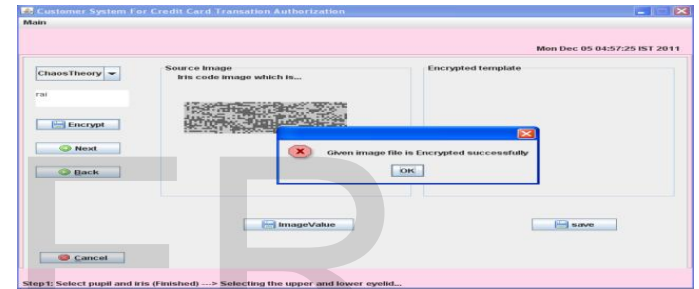 Customer System For Credit Card Transation Authorization
Main
Mon Dec 05 04:57:25 IST 2011
ChaosTheory
Source Image
Iris code image which is...
Encrypted template
rai
Encrypt
Next
Given image file is Encrypted successfully
Back
OK
ImageValue
save
Cancel
Step1; Select pupil and iris (Finished) ---> Selecting the upper and lower eyelid...